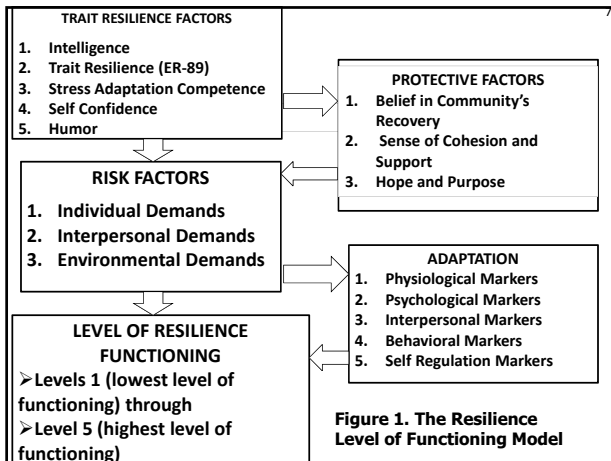 7
TRAIT RESILIENCE FACTORS
1. Intelligence
2. Trait Resilience (ER-89)
3. Stress Adaptation Competence
4. Self Confidence
5. Humor
PROTECTIVE FACTORS
1. Belief in Community's
Recovery
2. Sense of Cohesion and
Support
3. Hope and Purpose
RISK FACTORS
1. Individual Demands
2. Interpersonal Demands
3. Environmental Demands
ADAPTATION
1. Physiological Markers
2. Psychological Markers
3. Interpersonal Markers
4. Behavioral Markers
5. Self Regulation Markers
LEVEL OF RESILIENCE
FUNCTIONING
➢Levels 1 (lowest level of
functioning) through
➢Level 5 (highest level of
functioning)
Figure 1. The Resilience
Level of Functioning Model